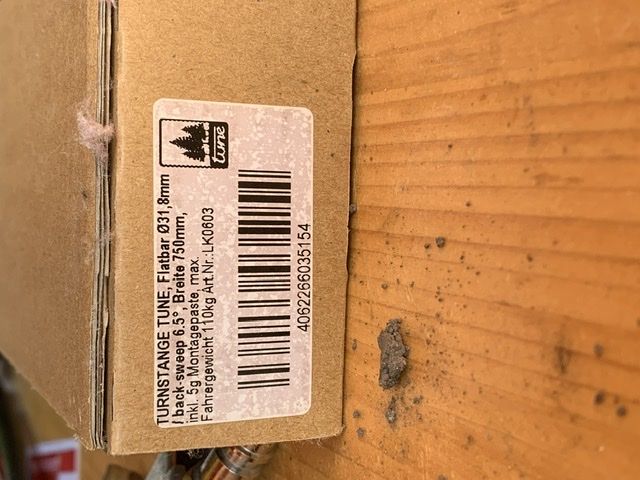 tune
TURNSTANGE TUNE, Flatbar Ø31,8mm
/ back-sweep 6.5°, Breite 750mm,
inkl. 5g Montagepaste, max.
Fahrergewicht 110kg Art.Nr.:LK0603
4062266035154